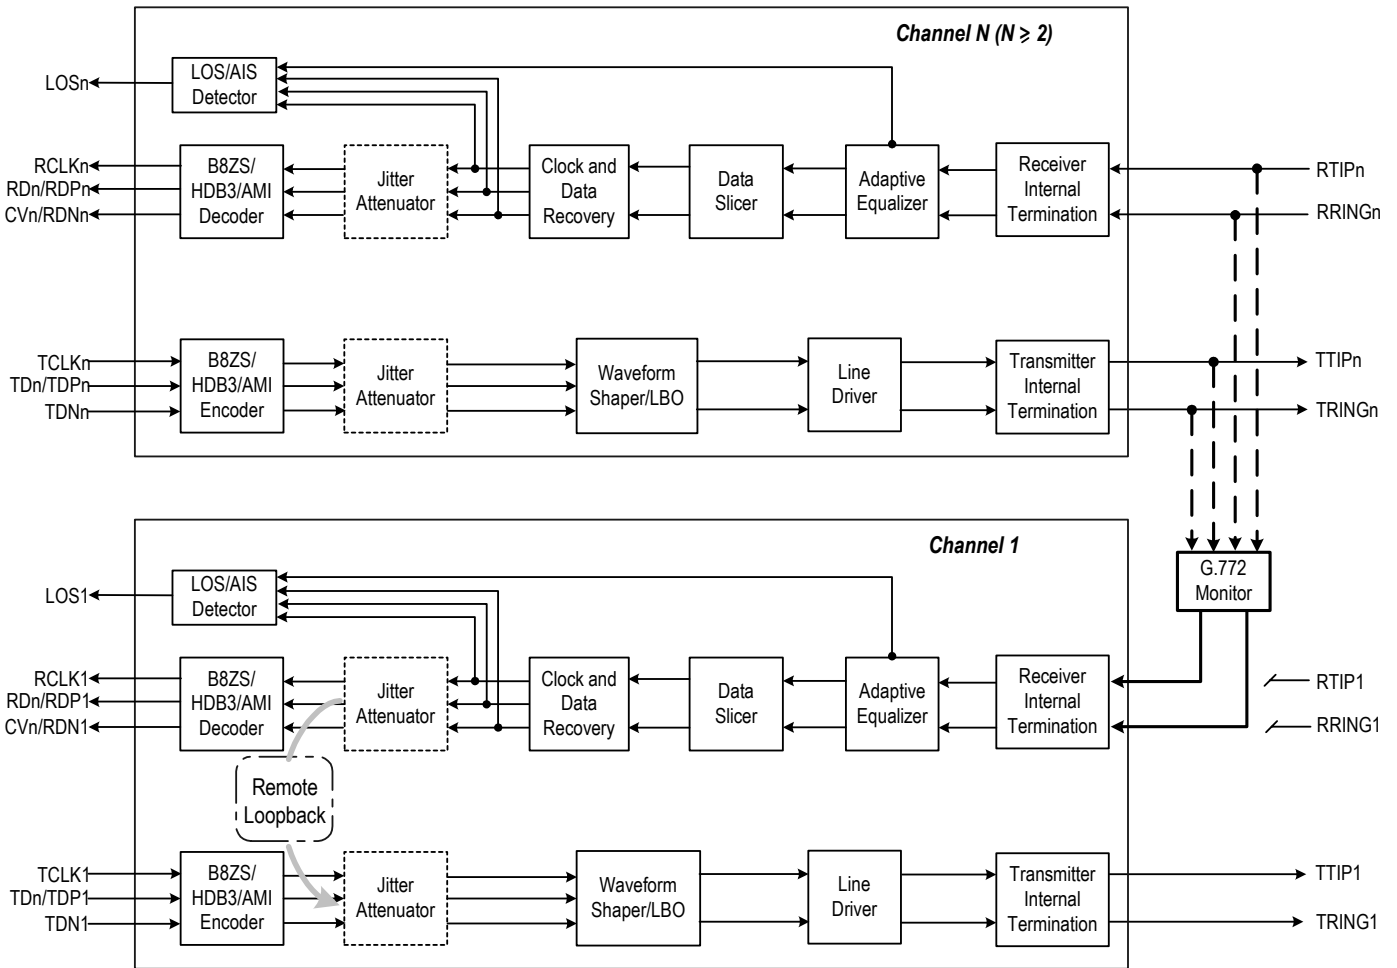 Channel N (N ⩾ 2)
LOSn
LOS/AIS
Detector
RCLKn
RDn/RDPn
CVn/RDNn
B8ZS/
HDB3/AMI
Decoder
Jitter
Attenuator
Clock and
Data
Recovery
Data
Slicer
Adaptive
Equalizer
Receiver
Internal
Termination
RTIPn
RRINGn
TCLKn
TDn/TDPn
TDNn
B8ZS/
HDB3/AMI
Encoder
Jitter
Attenuator
Waveform
Shaper/LBO
Line
Driver
Transmitter
Internal
Termination
TTIPn
TRINGn
Channel 1
G.772
Monitor
LOS1
LOS/AIS
Detector
RCLK1
RDn/RDP1
CVn/RDN1
B8ZS/
HDB3/AMI
Decoder
Jitter
Attenuator
Clock and
Data
Recovery
Data
Slicer
Adaptive
Equalizer
Receiver
Internal
Termination
RTIP1
RRING1
Remote
Loopback
TCLK1
TDn/TDP1
TDN1
B8ZS/
HDB3/AMI
Encoder
Jitter
Attenuator
Waveform
Shaper/LBO
Line
Driver
Transmitter
Internal
Termination
TTIP1
TRING1